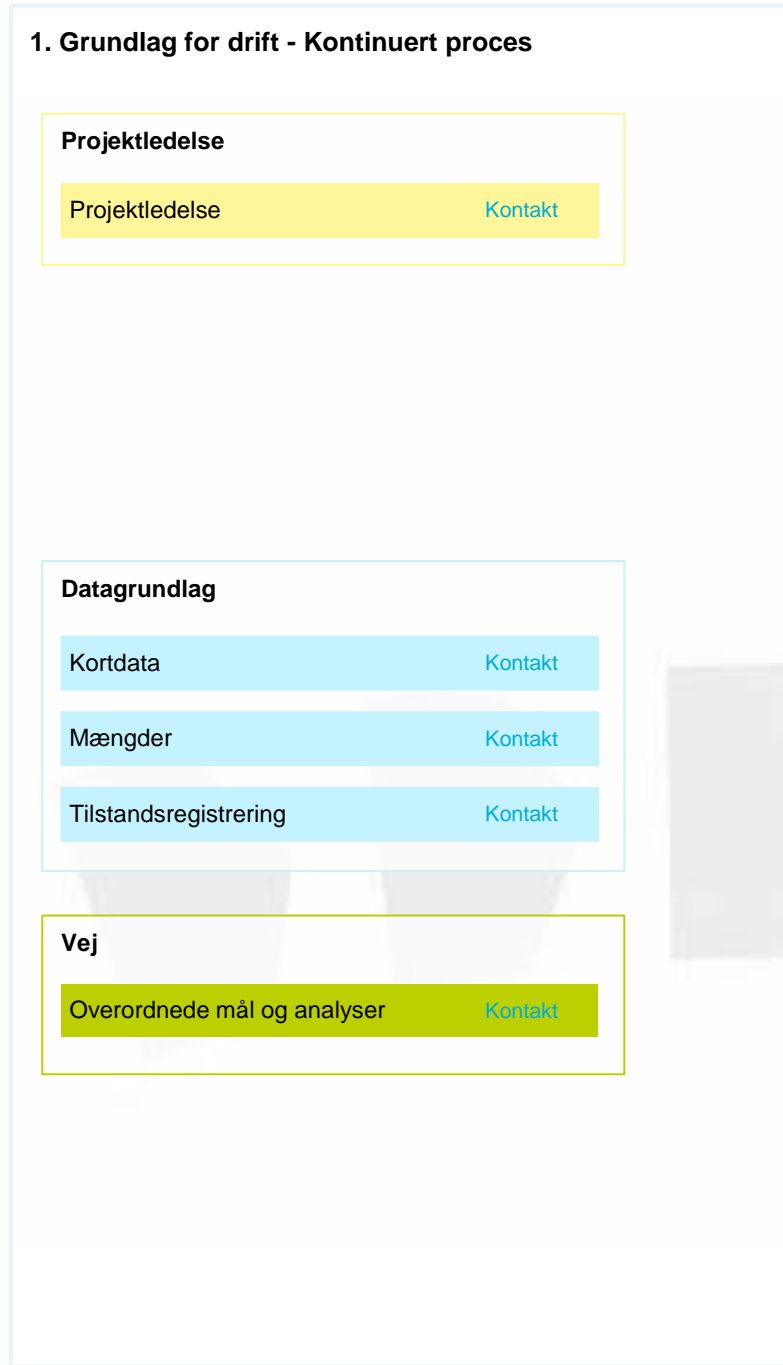 1. Grundlag for drift - Kontinuert proces
Projektledelse
Projektledelse Kontakt
Datagrundlag
Kortdata Kontakt
Mængder Kontakt
Tilstandsregistrering Kontakt
Vej
Overordnede mål og analyser Kontakt